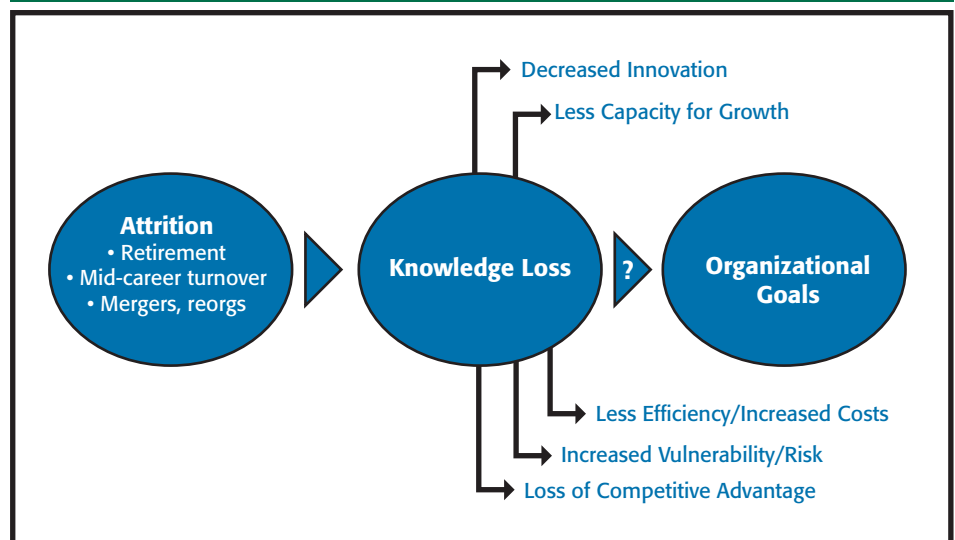 Decreased Innovation
Less Capacity for Growth
Attrition
• Retirement
• Mid-career turnover
• Mergers, reorgs
Knowledge Loss
?
Organizational
Goals
Less Efficiency/Increased Costs
Increased Vulnerability/Risk
Loss of Competitive Advantage